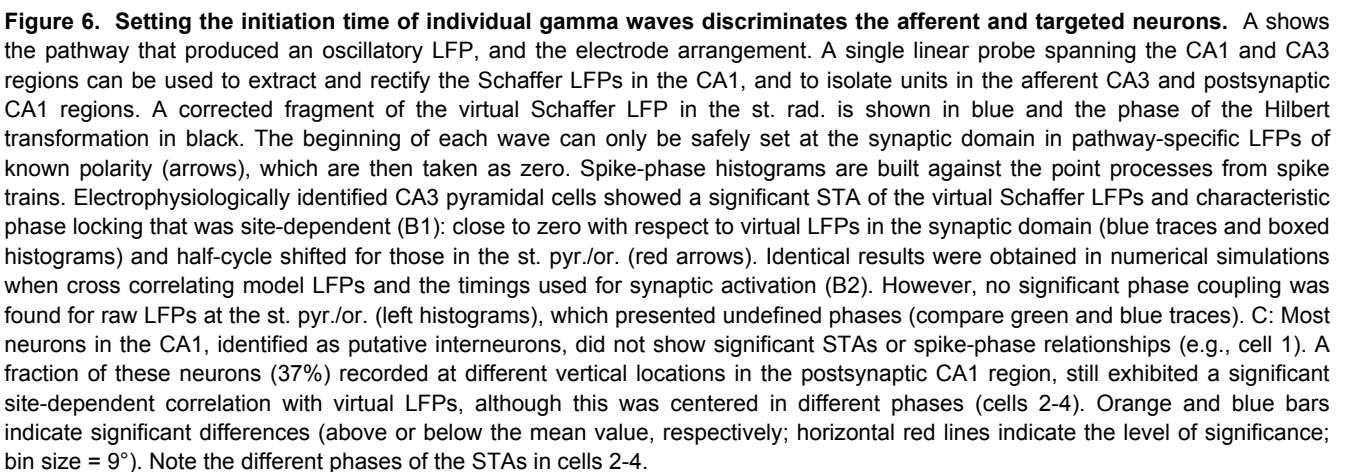 Figure 6. Setting the initiation time of individual gamma waves discriminates the afferent and targeted neurons. A shows
the pathway that produced an oscillatory LFP, and the electrode arrangement. A single linear probe spanning the CA1 and CA3
regions can be used to extract and rectify the Schaffer LFPs in the CA1, and to isolate units in the afferent CA3 and postsynaptic
CA1 regions. A corrected fragment of the virtual Schaffer LFP in the st. rad. is shown in blue and the phase of the Hilbert
transformation in black. The beginning of each wave can only be safely set at the synaptic domain in pathway-specific LFPs of
known polarity (arrows), which are then taken as zero. Spike-phase histograms are built against the point processes from spike
trains. Electrophysiologically identified CA3 pyramidal cells showed a significant STA of the virtual Schaffer LFPs and characteristic
phase locking that was site-dependent (B1): close to zero with respect to virtual LFPs in the synaptic domain (blue traces and boxed
histograms) and half-cycle shifted for those in the st. pyr./or. (red arrows). Identical results were obtained in numerical simulations
when cross correlating model LFPs and the timings used for synaptic activation (B2). However, no significant phase coupling was
found for raw LFPs at the st. pyr./or. (left histograms), which presented undefined phases (compare green and blue traces). C: Most
neurons in the CA1, identified as putative interneurons, did not show significant STAs or spike-phase relationships (e.g., cell 1). A
fraction of these neurons (37%) recorded at different vertical locations in the postsynaptic CA1 region, still exhibited a significant
site-dependent correlation with virtual LFPs, although this was centered in different phases (cells 2-4). Orange and blue bars
indicate significant differences (above or below the mean value, respectively; horizontal red lines indicate the level of significance;
bin size = 9°). Note the different phases of the STAs in cells 2-4.